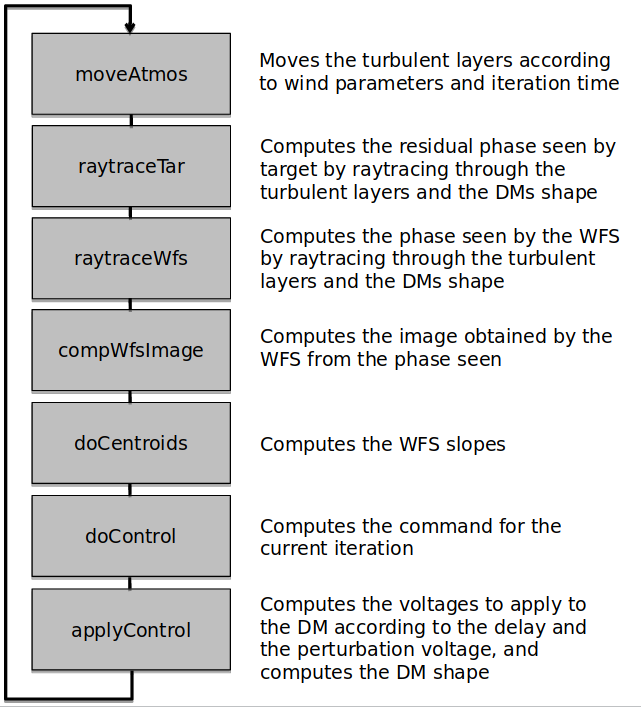 moveAtmos
Moves the turbulent layers according
to wind parameters and iteration time
raytraceTar
Computes the residual phase seen by
target by raytracing through the
turbulent layers and the DMs shape
raytraceWfs
Computes the phase seen by the WFS
by raytracing through the turbulent
layers and the DMs shape
compWfsImage
Computes the image obtained by the
WFS from the phase seen
doCentroids
Computes the WFS slopes
doControl
Computes the command for the
current iteration
applyControl
Computes the voltages to apply to
the DM according to the delay and
the perturbation voltage, and
computes the DM shape